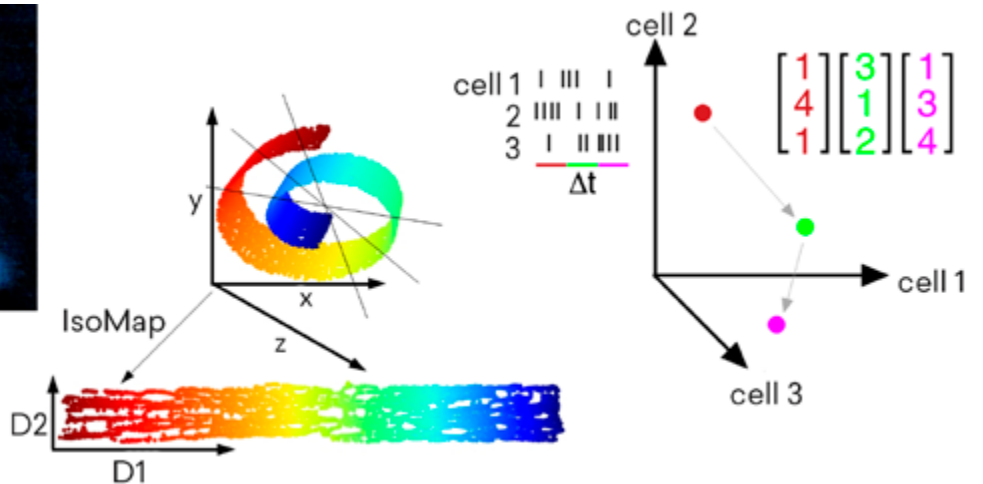 y
x
z
IsoMap
D2
D1
cell 1
2
3
Δt
cell 2
cell 1
cell 3
[1 [3 [1
4 1 3
1] 2] 4]